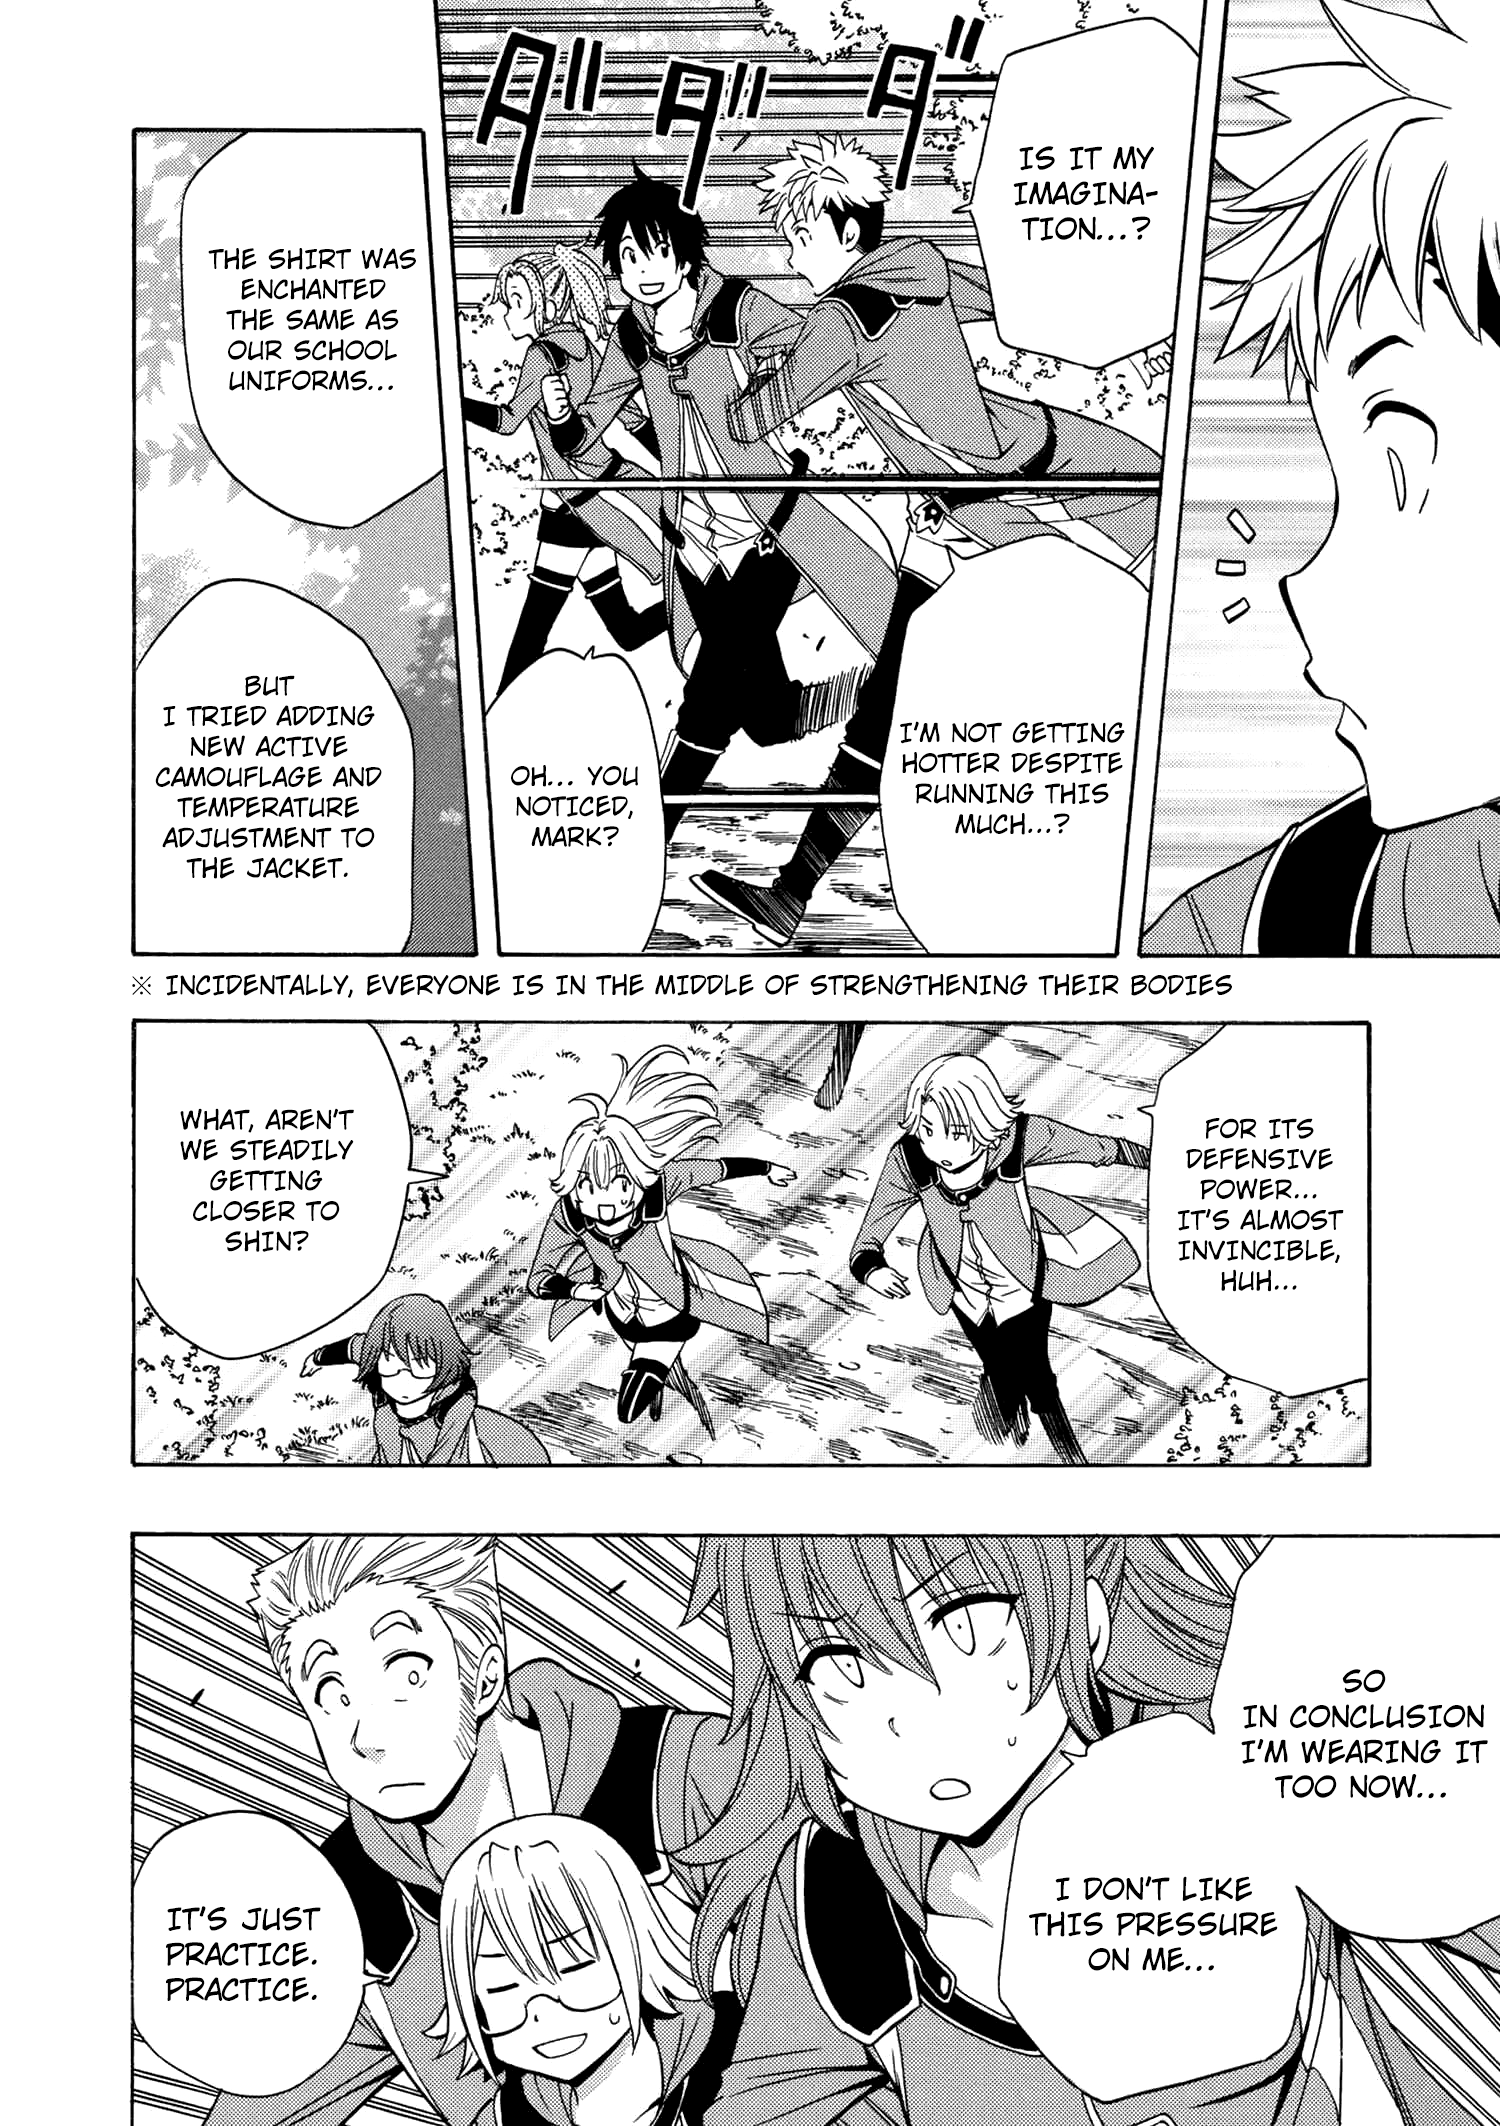 IS IT MY
IMAGINA-
TION...?
ダダダ
I'M NOT GETTING
HOTTER DESPITE
RUNNING THIS
MUCH...?
OH... YOU
NOTICED,
MARK?
THE SHIRT WAS
ENCHANTED
THE SAME AS
OUR SCHOOL
UNIFORMS...
BUT
I TRIED ADDING
NEW ACTIVE
CAMOUFLAGE AND
TEMPERATURE
ADJUSTMENT TO
THE JACKET.
※ INCIDENTALLY, EVERYONE IS IN THE MIDDLE OF STRENGTHENING THEIR BODIES
FOR ITS
DEFENSIVE
POWER...
IT'S ALMOST
INVINCIBLE,
HUH...
WHAT, AREN'T
WE STEADILY
GETTING
CLOSER TO
SHIN?
SO
IN CONCLUSION
I'M WEARING IT
TOO NOW...
I DON'T LIKE
THIS PRESSURE
ON ME...
IT'S JUST
PRACTICE.
PRACTICE.